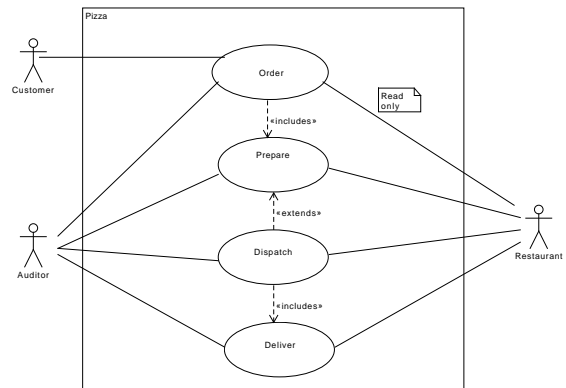 Pizza
Customer
Order
Read
only
«includes»
Prepare
«extends»
Auditor
Dispatch
Restaurant
«includes»
Deliver